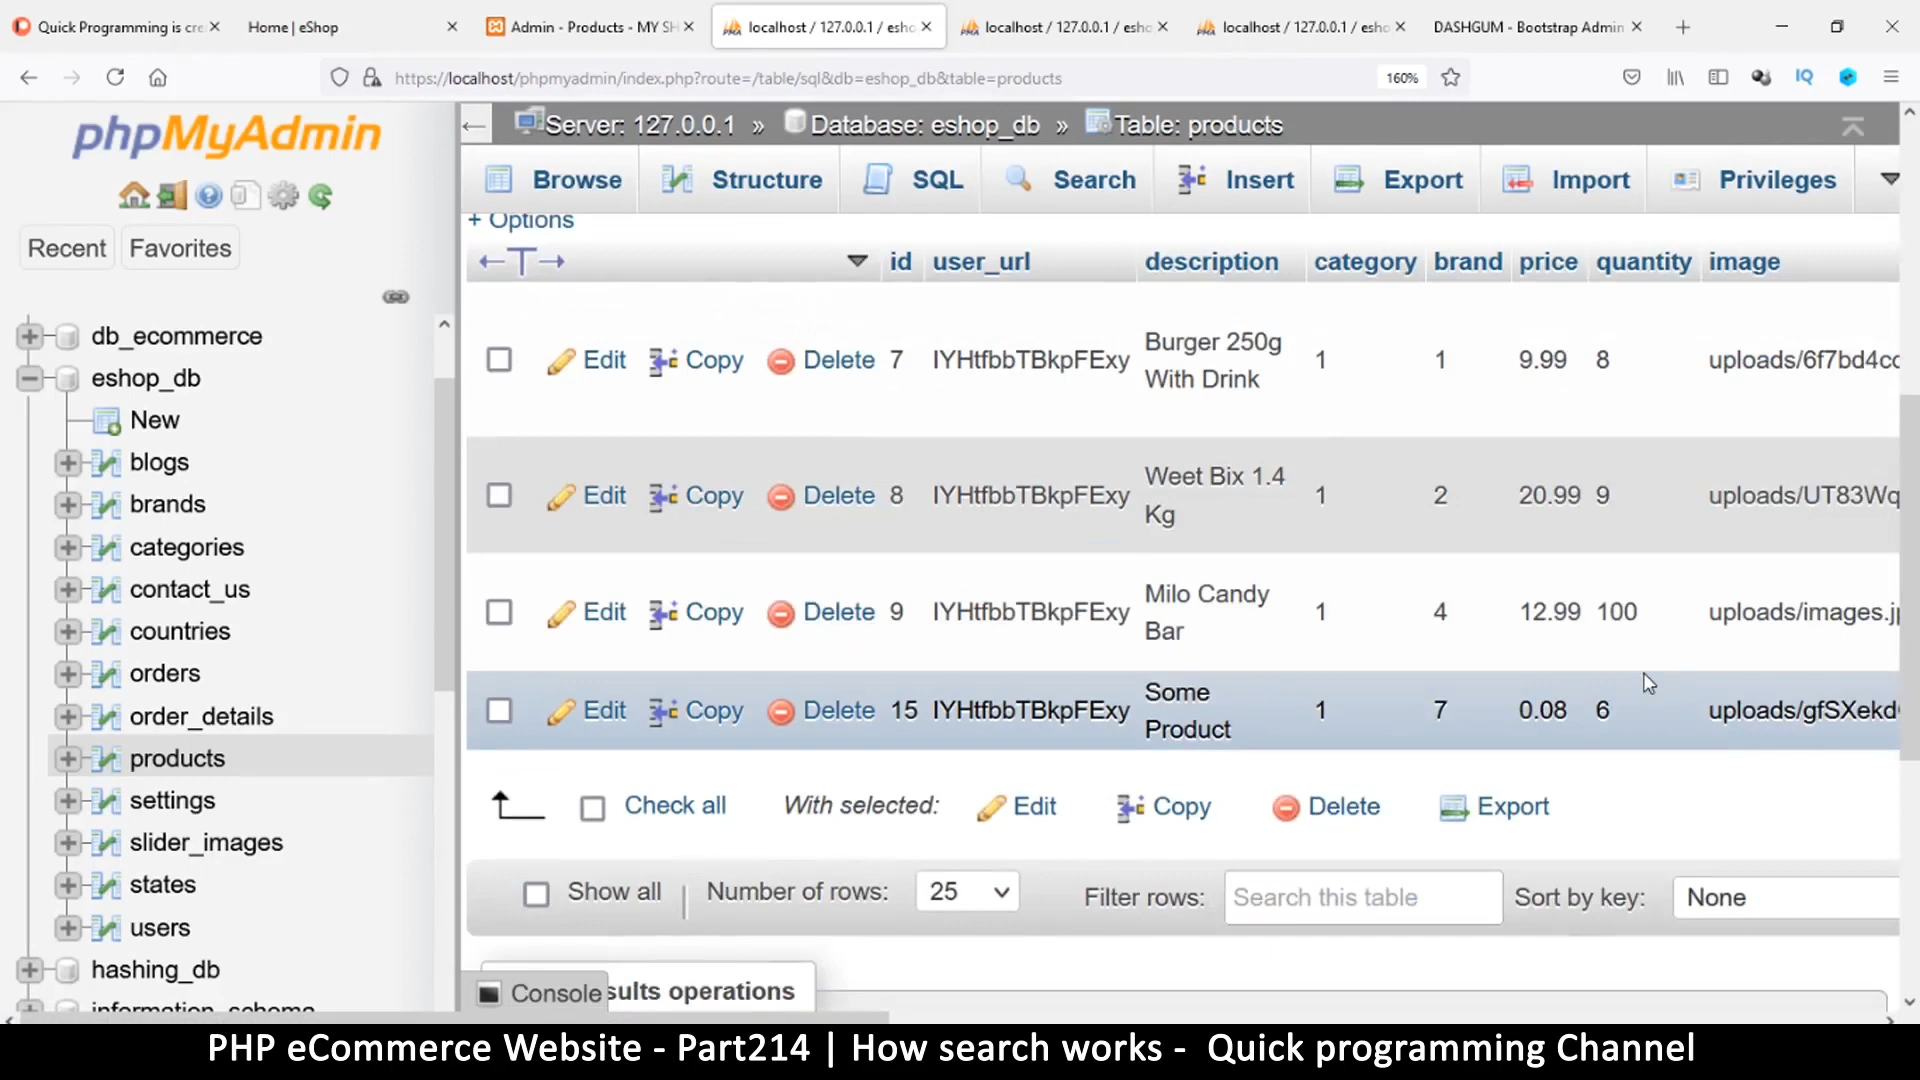 Quick Programming is cre
Home | eShop
Admin - Products - MY SH
localhost / 127.0.0.1 / esho
localhost / 127.0.0.1 / esho
localhost / 127.0.0.1 / esho
DASHGUM - Bootstrap Admin
https://localhost/phpmyadmin/index.php?route=/table/sql&db=eshop_db&table=products
160%
IQ
phpMyAdmin
Recent
Favorites
db_ecommerce
eshop_db
New
blogs
brands
categories
contact_us
countries
orders
order_details
products
settings
slider_images
states
users
hashing_db
information_schema
Server: 127.0.0.1 » Database: eshop_db » Table: products
Browse Structure SQL Search Insert Export Import Privileges
+ Options
id user_url description category brand price quantity image
Edit Copy Delete 7 IYHtfbbTBkpFExy Burger 250g With Drink 1 1 9.99 8 uploads/6f7bd4cc
Edit Copy Delete 8 IYHtfbbTBkpFExy Weet Bix 1.4 Kg 1 2 20.99 9 uploads/UT83Wq
Edit Copy Delete 9 IYHtfbbTBkpFExy Milo Candy Bar 1 4 12.99 100 uploads/images.jp
Edit Copy Delete 15 IYHtfbbTBkpFExy Some Product 1 7 0.08 6 uploads/gfSXekd
Check all With selected: Edit Copy Delete Export
Show all | Number of rows: 25 Filter rows: Search this table Sort by key: None
Console
sults operations
PHP eCommerce Website - Part214 | How search works - Quick programming Channel